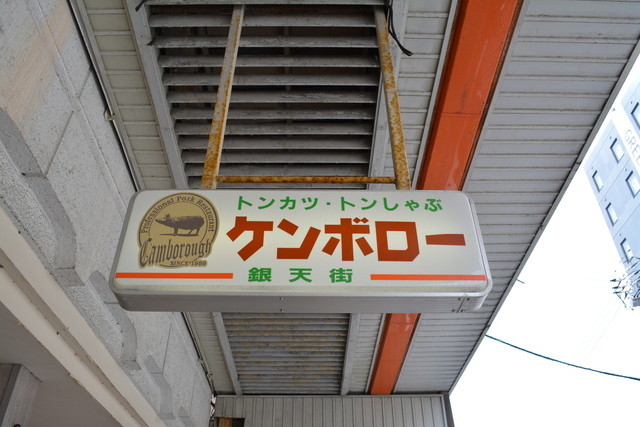 トンカツ・トンしゃぶ
Professional Pork Restaurant
Camborough
SINCE 1989
ケンボロー
銀天街